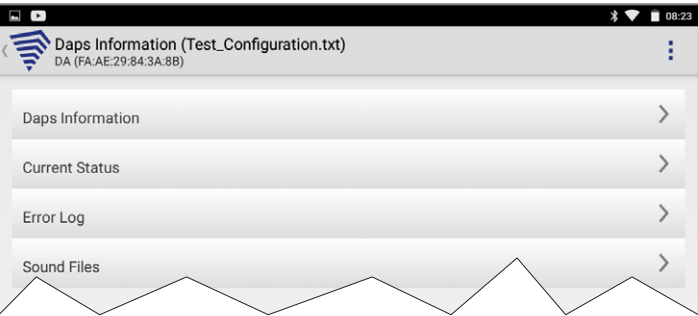 08:23
Daps Information (Test_Configuration.txt)
DA (FA:AE:29:84:3A:8B)
Daps Information
Current Status
Error Log
Sound Files